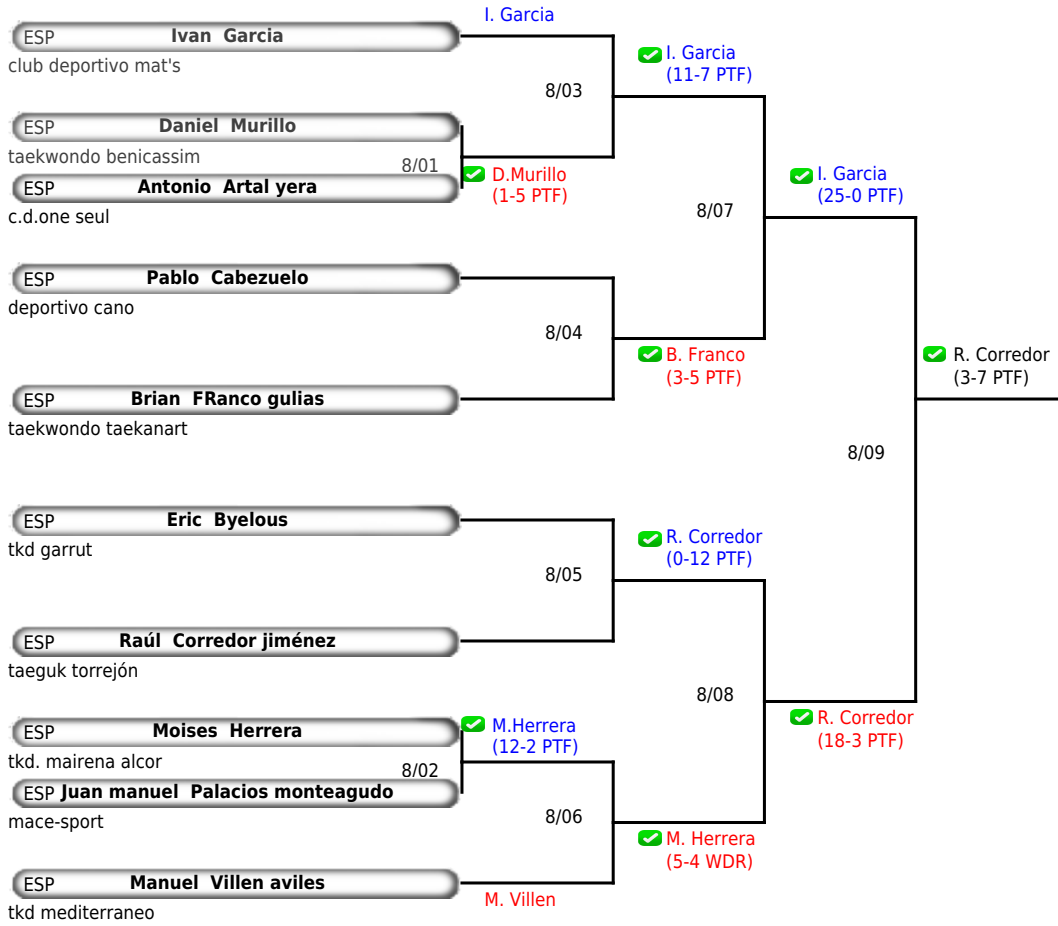 I. Garcia
ESP Ivan Garcia
club deportivo mat's
I. Garcia
(11-7 PTF)
8/03
ESP Daniel Murillo
taekwondo benicassim
8/01
D.Murillo
(1-5 PTF)
ESP Antonio Artal yera
c.d.one seul
I. Garcia
(25-0 PTF)
8/07
ESP Pablo Cabezuelo
deportivo cano
8/04
B. Franco
(3-5 PTF)
R. Corredor
(3-7 PTF)
ESP Brian FRanco gulias
taekwondo taekanart
8/09
ESP Eric Byelous
tkd garrut
R. Corredor
(0-12 PTF)
8/05
ESP Raúl Corredor jiménez
taeguk torrejón
8/08
R. Corredor
(18-3 PTF)
ESP Moises Herrera
tkd. mairena alcor
M.Herrera
(12-2 PTF)
8/02
ESP Juan manuel Palacios monteagudo
mace-sport
8/06
M. Herrera
(5-4 WDR)
ESP Manuel Villen aviles
tkd mediterraneo
M. Villen